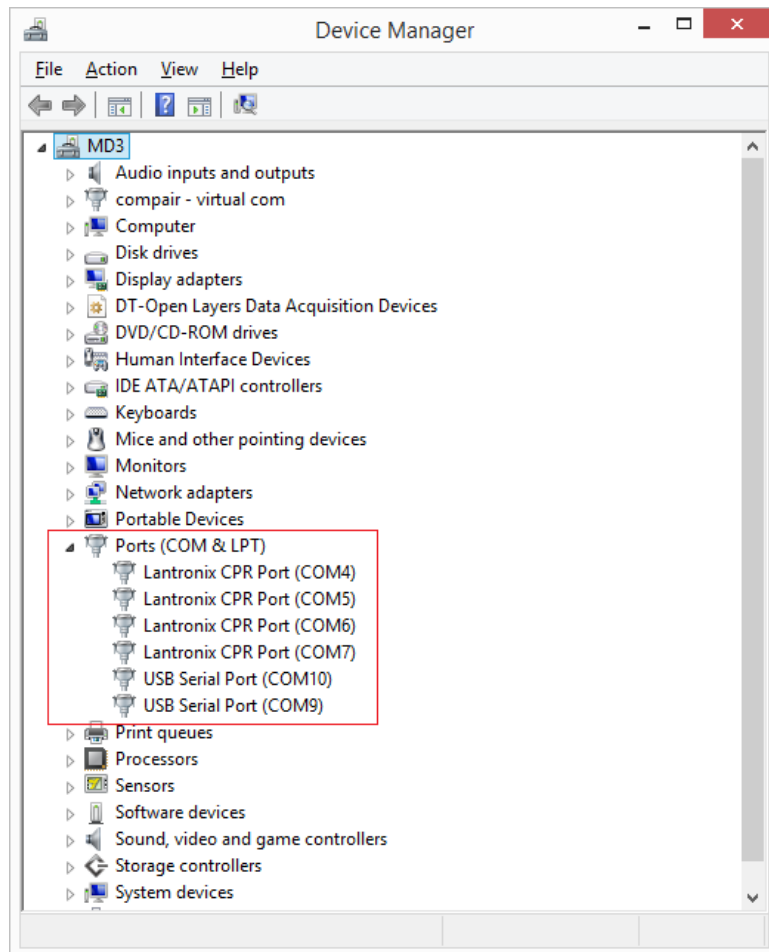 Device Manager
File Action View Help
MD3
Audio inputs and outputs
compair - virtual com
Computer
Disk drives
Display adapters
DT-Open Layers Data Acquisition Devices
DVD/CD-ROM drives
Human Interface Devices
IDE ATA/ATAPI controllers
Keyboards
Mice and other pointing devices
Monitors
Network adapters
Portable Devices
Ports (COM & LPT)
Lantronix CPR Port (COM4)
Lantronix CPR Port (COM5)
Lantronix CPR Port (COM6)
Lantronix CPR Port (COM7)
USB Serial Port (COM10)
USB Serial Port (COM9)
Print queues
Processors
Sensors
Software devices
Sound, video and game controllers
Storage controllers
System devices